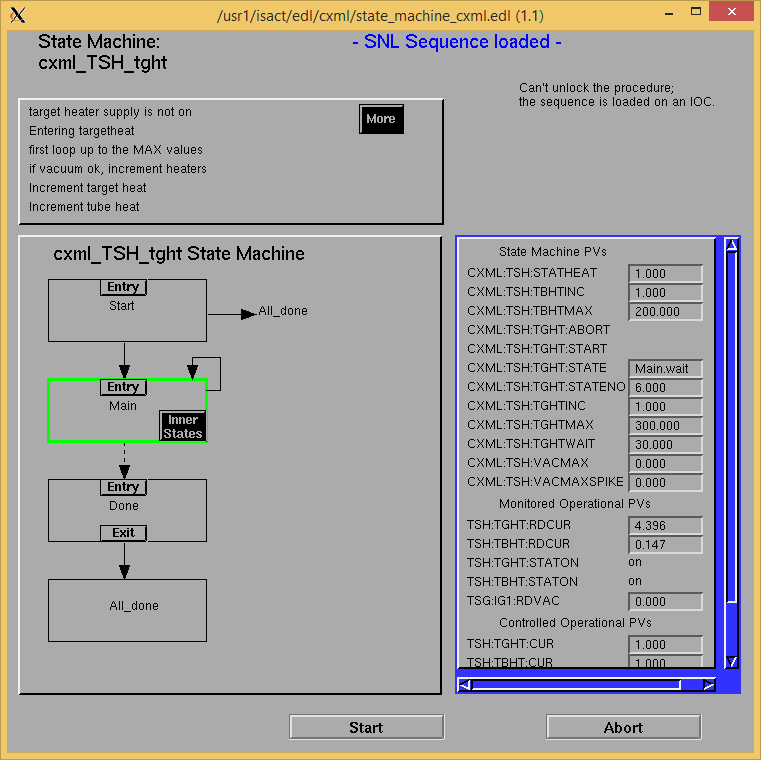 /usr1/isact/edl/cxml/state_machine_cxml.edl (1.1)
State Machine:
cxml_TSH_tght
- SNL Sequence loaded -
Can't unlock the procedure;
the sequence is loaded on an IOC.
target heater supply is not on
Entering targetheat
first loop up to the MAX values
if vacuum ok, increment heaters
Increment target heat
Increment tube heat
More
cxml_TSH_tght State Machine
Entry
Start
All_done
Entry
Main
Inner
States
Entry
Done
Exit
All_done
State Machine PVs
CXML:TSH:STATHEAT 1.000
CXML:TSH:TBHTINC 1.000
CXML:TSH:TBHTMAX 200.000
CXML:TSH:TGHT:ABORT
CXML:TSH:TGHT:START
CXML:TSH:TGHT:STATE Main.wait
CXML:TSH:TGHT:STATENO 6.000
CXML:TSH:TGHTINC 1.000
CXML:TSH:TGHTMAX 300.000
CXML:TSH:TGHTWAIT 30.000
CXML:TSH:VACMAX 0.000
CXML:TSH:VACMAXSPIKE 0.000
Monitored Operational PVs
TSH:TGHT:RDCUR 4.396
TSH:TBHT:RDCUR 0.147
TSH:TGHT:STATON on
TSH:TBHT:STATON on
TSG:IG1:RDVAC 0.000
Controlled Operational PVs
TSH:TGHT:CUR 1.000
TSH:TBHT:CUR 1.000
Start
Abort